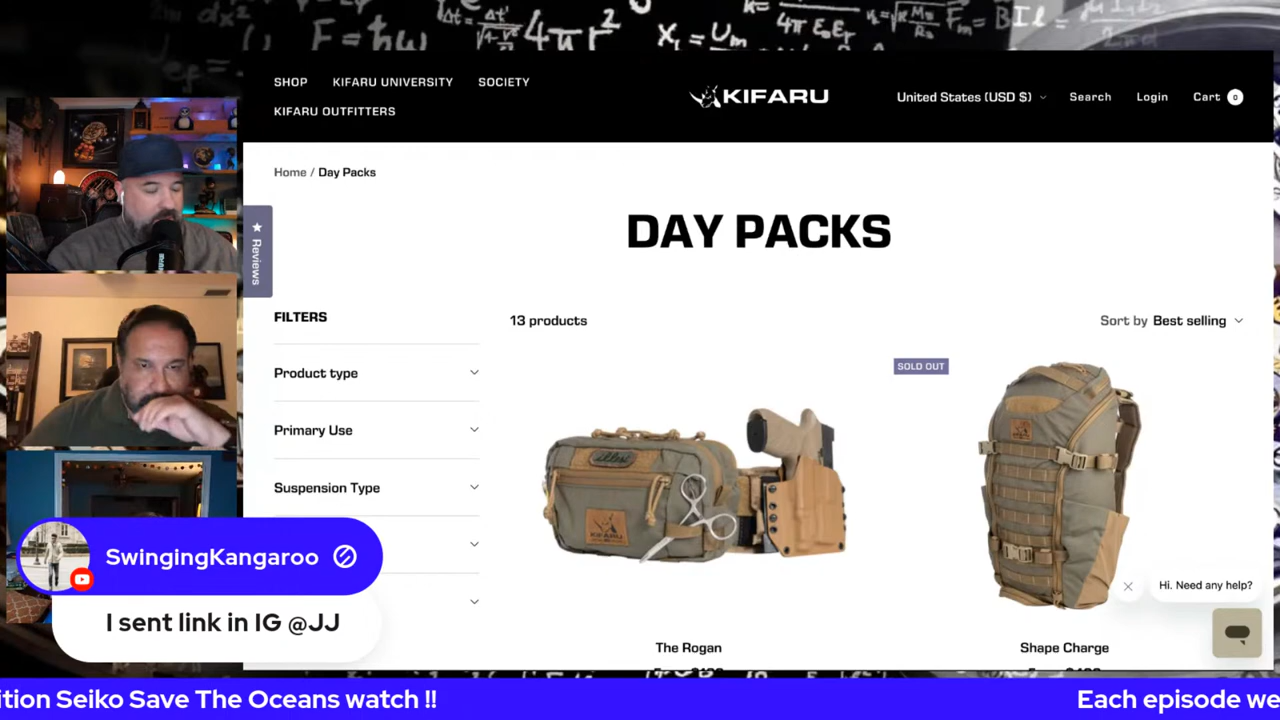 F = ħω
4πr²
SHOP
KIFARU UNIVERSITY
SOCIETY
KIFARU OUTFITTERS
KIFARU
United States (USD $)
Search
Login
Cart 0
Home / Day Packs
DAY PACKS
★ Reviews
FILTERS
13 products
Sort by Best selling
Product type
Primary Use
Suspension Type
SOLD OUT
KIFARU
The Rogan
Shape Charge
Hi. Need any help?
SwingingKangaroo
I sent link in IG @JJ
ition Seiko Save The Oceans watch !!
Each episode we